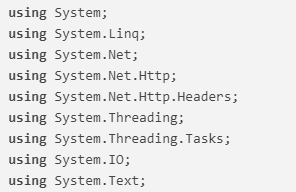 using System;
using System.Linq;
using System.Net;
using System.Net.Http;
using System.Net.Http.Headers;
using System.Threading;
using System.Threading.Tasks;
using System.IO;
using System.Text;